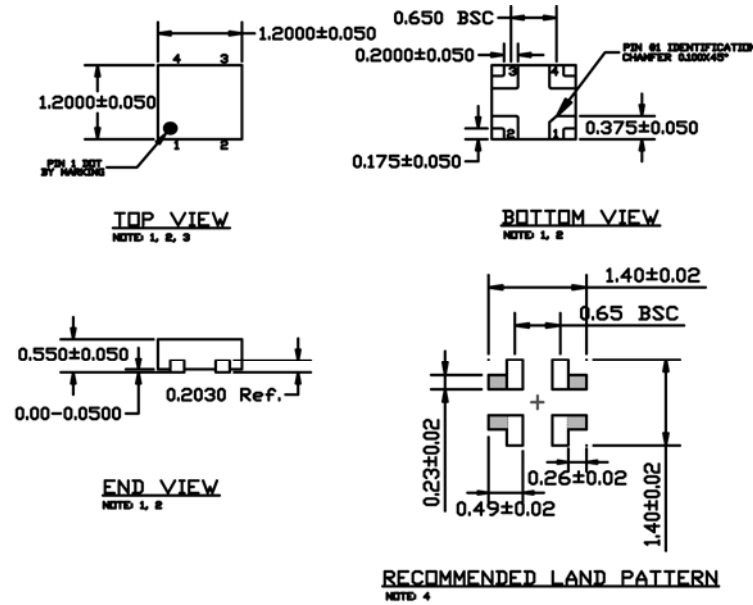 1.2000±0.050
4 3
1.2000±0.050
1 2
PIN 1 DOT
BY MARKING
TOP VIEW
NOTE: 1, 2, 3
0.650 BSC
0.2000±0.050
PIN #1 IDENTIFICATION
CHAMFER 0.100X45°
3 4
2 1
0.375±0.050
0.175±0.050
BOTTOM VIEW
NOTE: 1, 2
0.550±0.050
0.00-0.0500
0.2030 Ref.
END VIEW
NOTE: 1, 2
1.40±0.02
0.65 BSC
0.23±0.02
0.49±0.02
0.26±0.02
1.40±0.02
RECOMMENDED LAND PATTERN
NOTE: 4